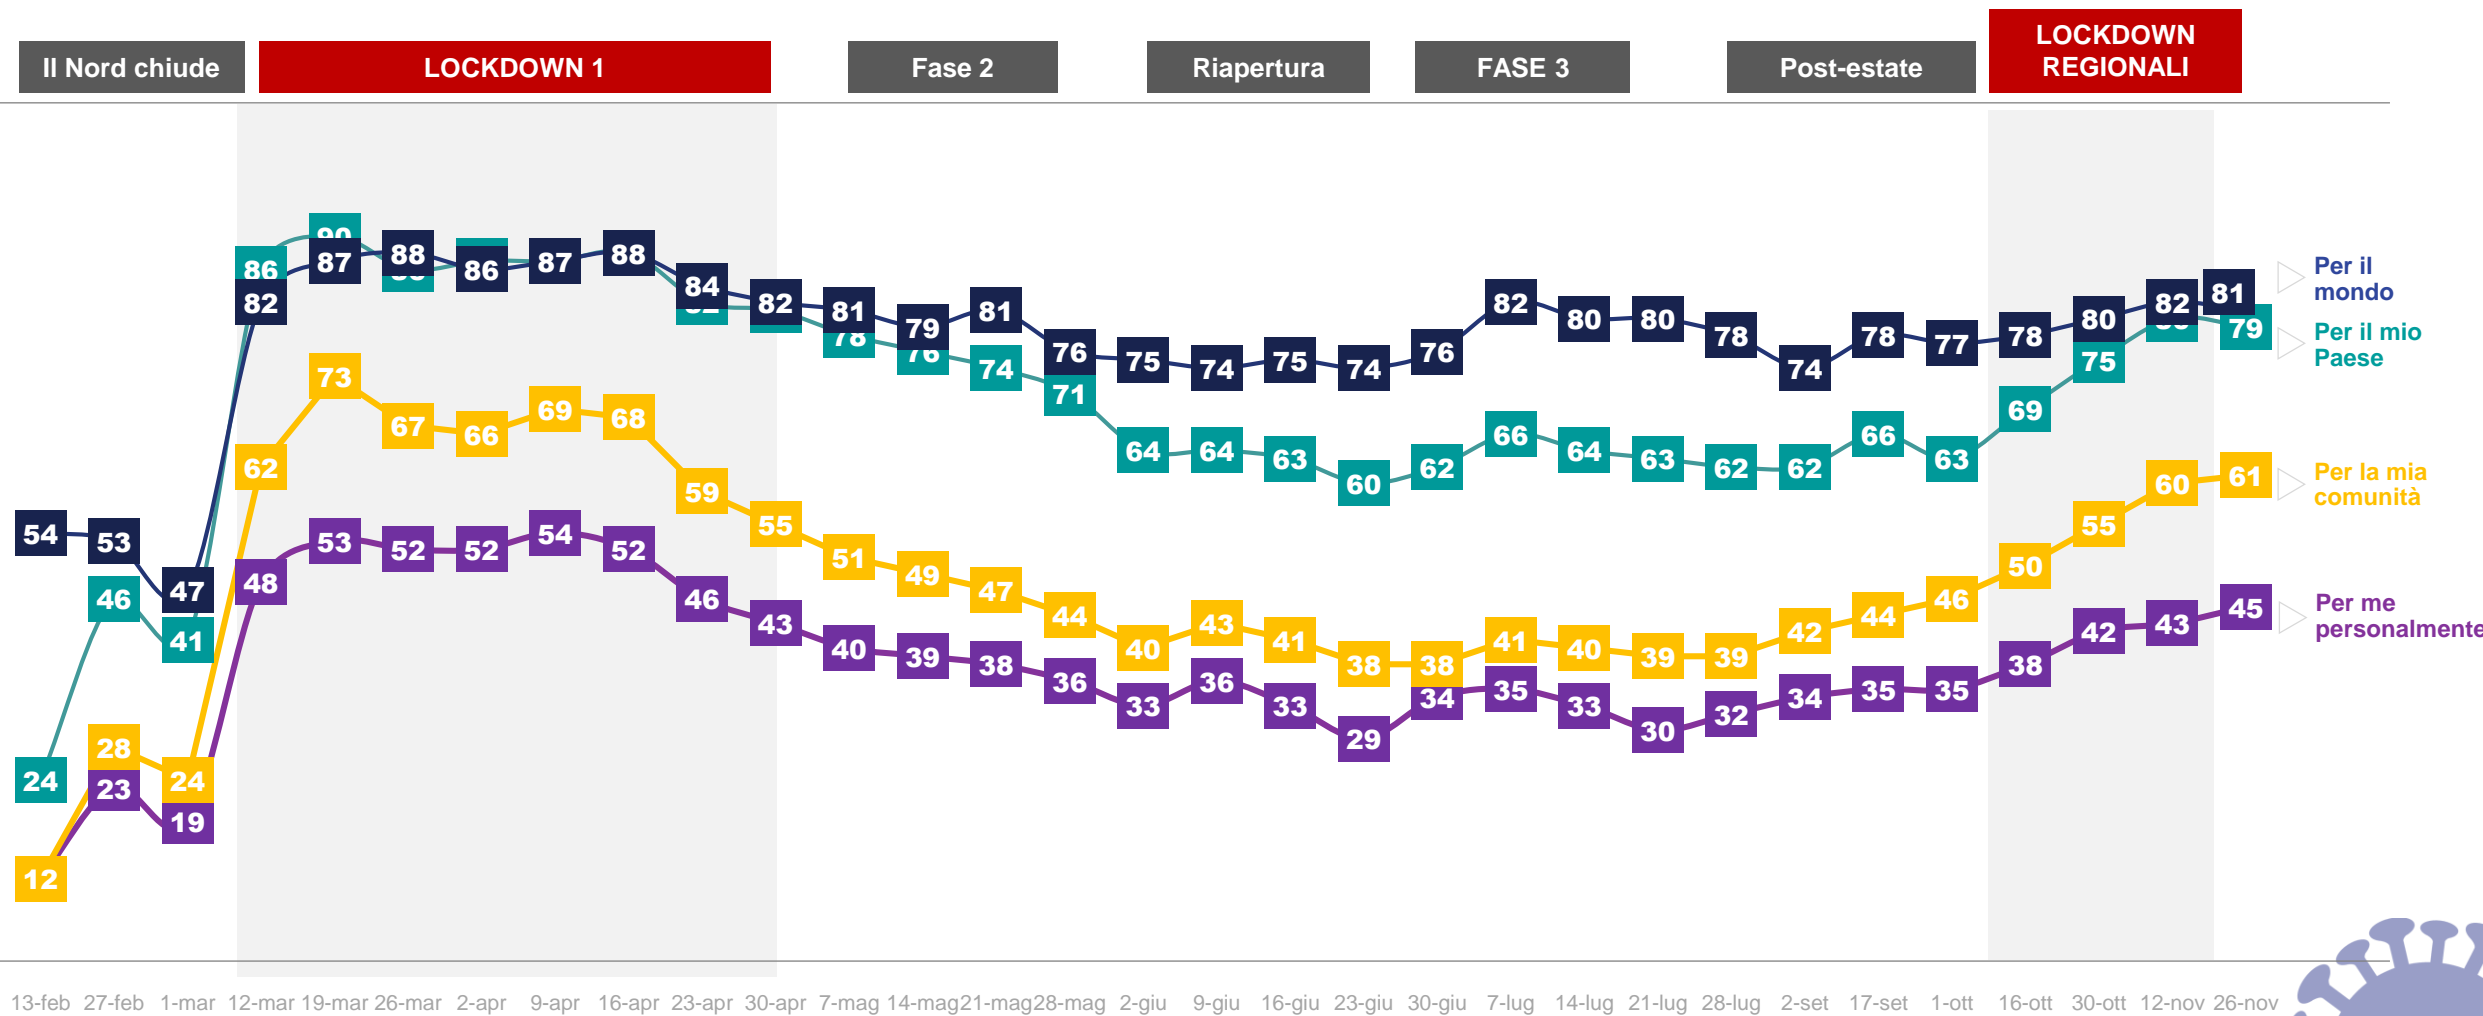 Il Nord chiude
LOCKDOWN 1
Fase 2
Riapertura
FASE 3
Post-estate
LOCKDOWN
REGIONALI
90
86 87 88 86 87 88 84 82 81 79 81 76 75 74 75 74 76 82 80 80 78 74 78 77 78 80 82 81
82 78 76 74 71 64 64 63 60 62 66 64 63 62 62 66 63 69 75 79
73 67 66 69 68 62 59 55 51 49 47 44 40 43 41 38 38 41 40 39 39 42 44 46 50 55 60 61
54 53 47 48 53 52 52 54 52 46 43 40 39 38 36 33 36 33 29 34 35 33 30 32 34 35 35 38 42 43 45
46 41
24 28 24
23 19
12
Per il
mondo
Per il mio
Paese
Per la mia
comunità
Per me
personalmente
13-feb 27-feb 1-mar 12-mar 19-mar 26-mar 2-apr 9-apr 16-apr 23-apr 30-apr 7-mag 14-mag 21-mag 28-mag 2-giu 9-giu 16-giu 23-giu 30-giu 7-lug 14-lug 21-lug 28-lug 2-set 17-set 1-ott 16-ott 30-ott 12-nov 26-nov